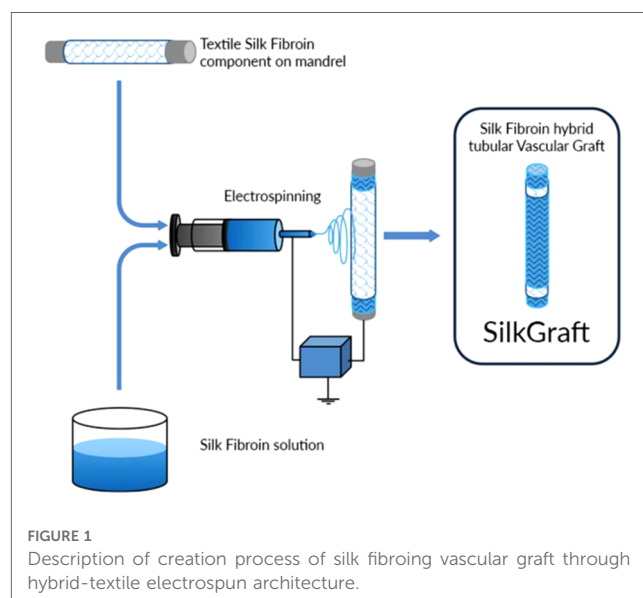 Textile Silk Fibroin
component on mandrel
Electrospinning
Silk Fibroin hybrid
tubular Vascular Graft
SilkGraft
Silk Fibroin solution
FIGURE 1
Description of creation process of silk fibroing vascular graft through
hybrid-textile electrospun architecture.